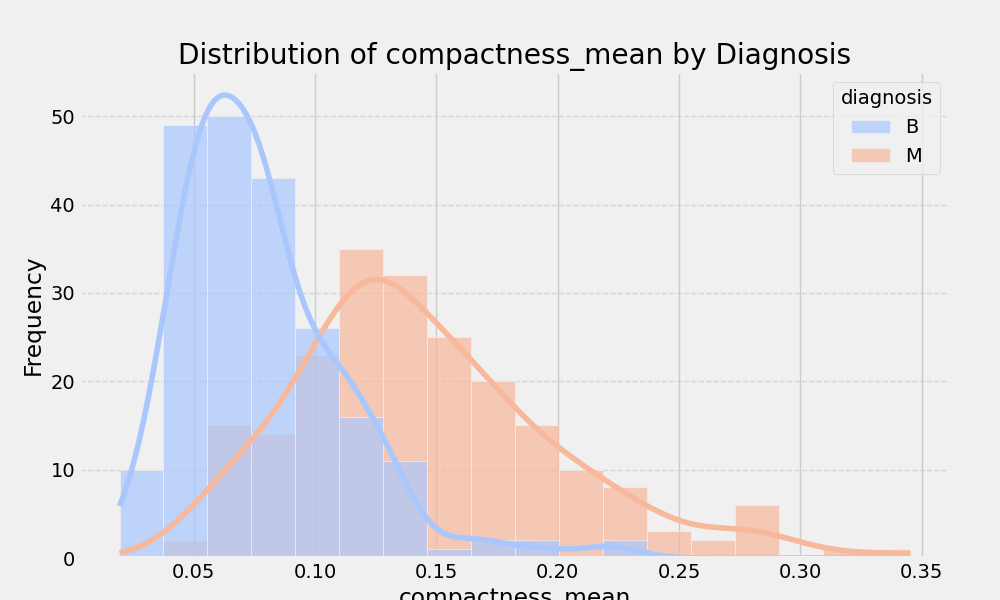 Distribution of compactness_mean by Diagnosis
diagnosis
B
M
Frequency
50
40
30
20
10
0
0.05 0.10 0.15 0.20 0.25 0.30 0.35
compactness_mean